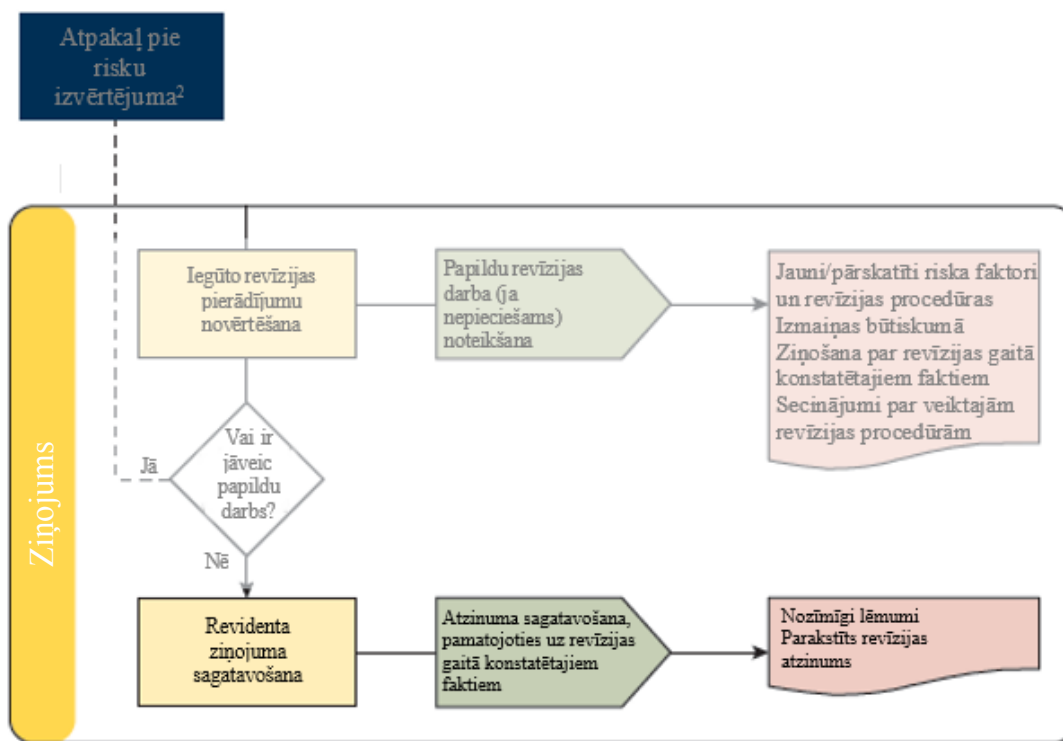 Atpakaļ pie
risku
izvērtējuma²
Ziņojums
Iegūto revīzijas
pierādījumu
novērtēšana
Papildu revīzijas
darba (ja
nepieciešams)
noteikšana
Jauni/pārskatīti riska faktori
un revīzijas procedūras
Izmaiņas būtiskumā
Ziņošana par revīzijas gaitā
konstatētajiem faktiem
Secinājumi par veiktajām
revīzijas procedūrām
Vai ir
jāveic
papildu
darbs?
Jā
Nē
Revidenta
ziņojuma
sagatavošana
Atzinuma sagatavošana,
pamatojoties uz revīzijas
gaitā konstatētajiem
faktiem
Nozīmīgi lēmumi
Parakstīts revīzijas
atzinums